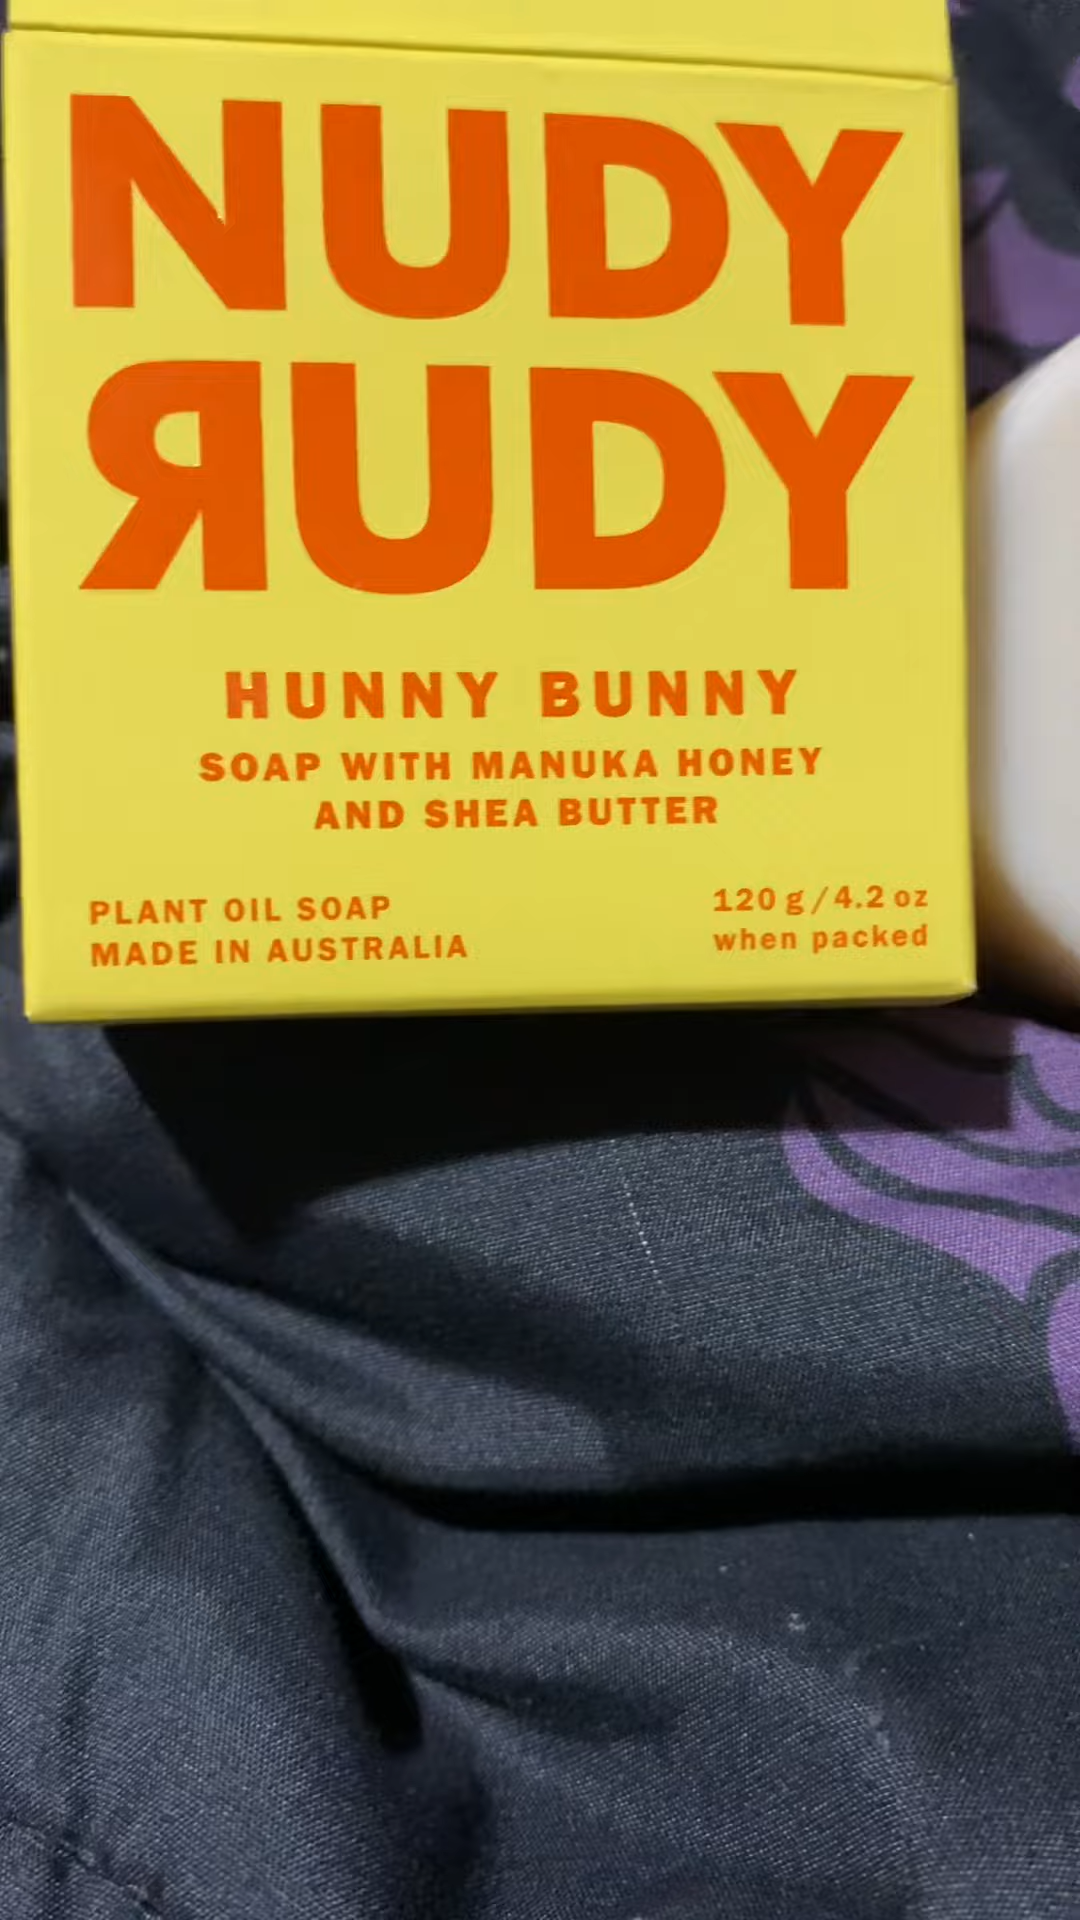 NUDY
ЯUDY
HUNNY BUNNY
SOAP WITH MANUKA HONEY
AND SHEA BUTTER
PLANT OIL SOAP
MADE IN AUSTRALIA
120 g / 4.2 oz
when packed